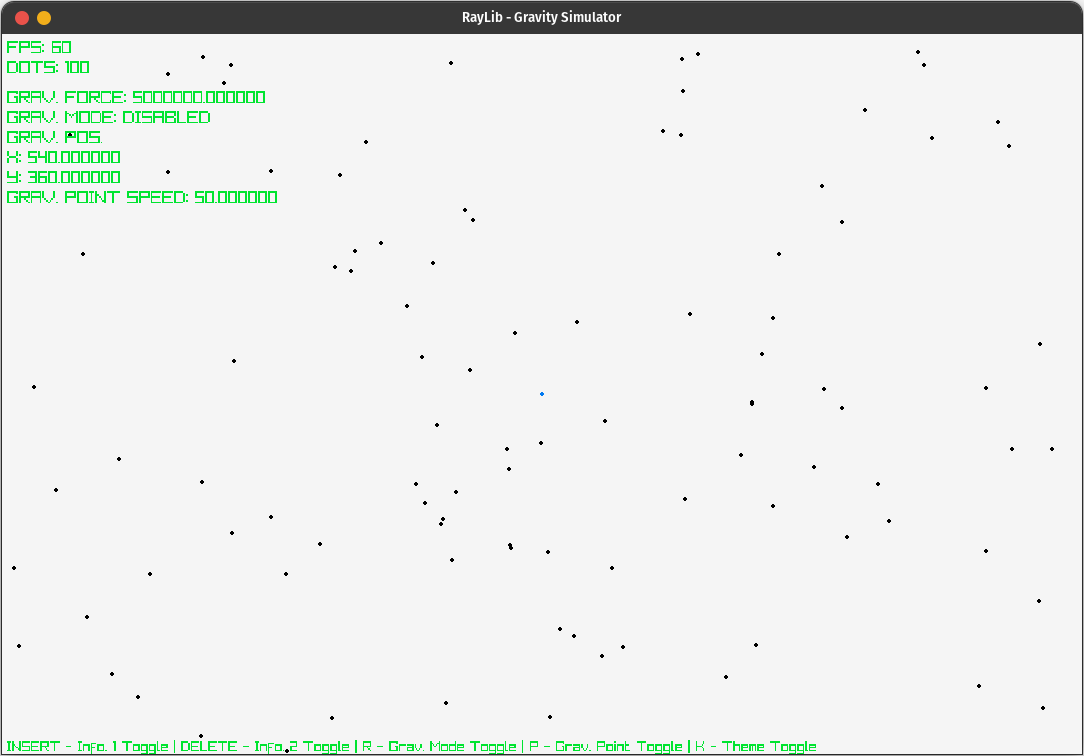 RayLib - Gravity Simulator
FPS: 60
DOTS: 100
GRAV. FORCE: 5000000.000000
GRAV. MODE: DISABLED
GRAV. POS.
X: 540.000000
Y: 360.000000
GRAV. POINT SPEED: 50.000000
INSERT - Info. 1 Toggle | DELETE - Info. 2 Toggle | R - Grav. Mode Toggle | P - Grav. Point Toggle | K - Theme Toggle